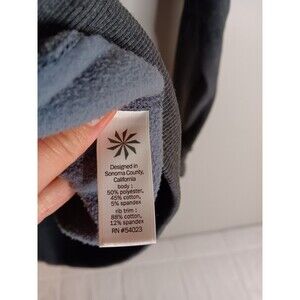 Designed in
Sonoma County,
California
body :
50% polyester,
45% cotton,
5% spandex
rib trim :
88% cotton,
12% spandex
RN #54023